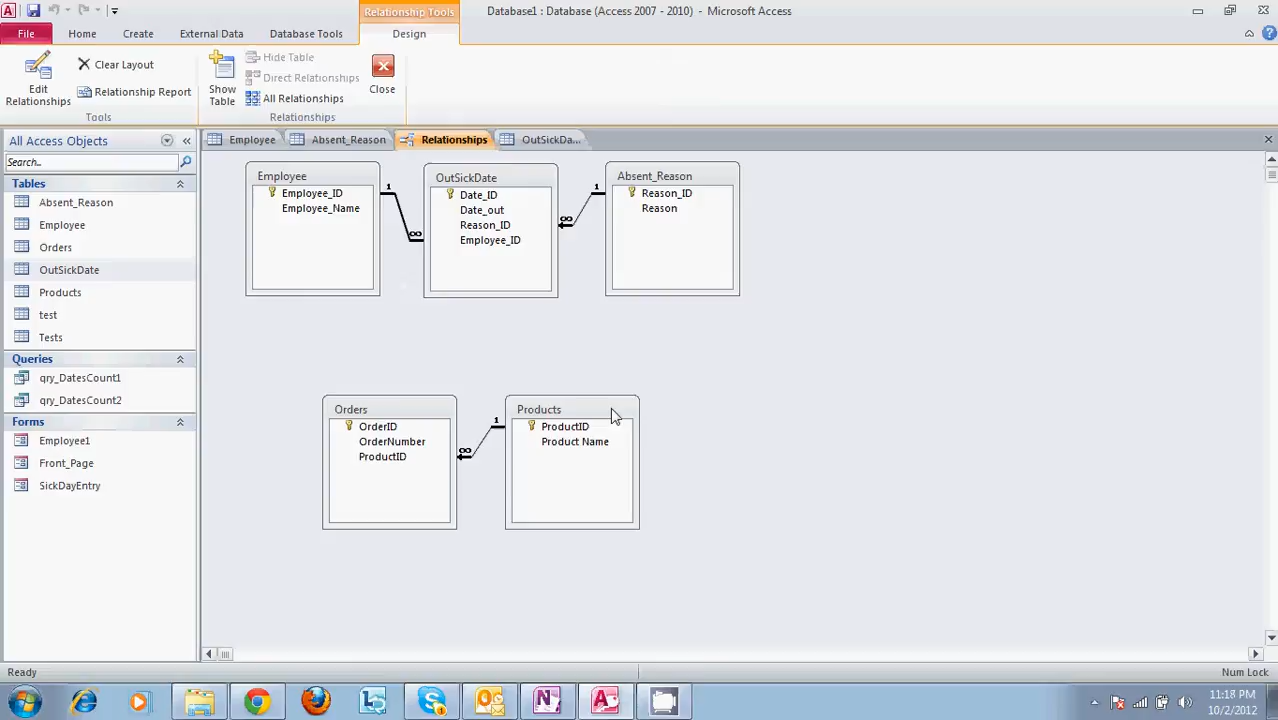 Relationship Tools
Database1 : Database (Access 2007 - 2010) - Microsoft Access
File
Home
Create
External Data
Database Tools
Design
Edit
Relationships
Clear Layout
Relationship Report
Tools
Show
Table
Hide Table
Direct Relationships
All Relationships
Relationships
Close
All Access Objects
Search...
Tables
Absent_Reason
Employee
Orders
OutSickDate
Products
test
Tests
Queries
qry_DatesCount1
qry_DatesCount2
Forms
Employee1
Front_Page
SickDayEntry
Employee
Absent_Reason
Relationships
OutSickDa...
Employee
Employee_ID
Employee_Name
1
∞
OutSickDate
Date_ID
Date_out
Reason_ID
Employee_ID
∞
1
Absent_Reason
Reason_ID
Reason
Orders
OrderID
OrderNumber
ProductID
∞
1
Products
ProductID
Product Name
Ready
Num Lock
11:18 PM
10/2/2012